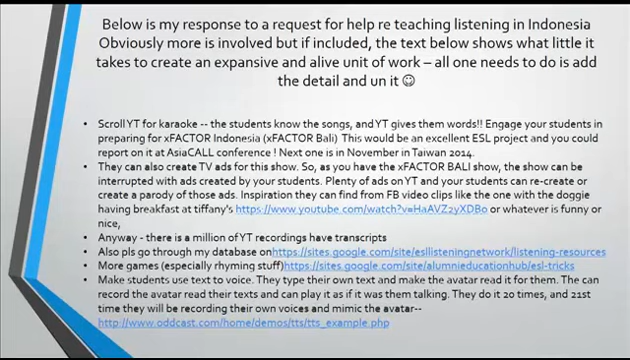 Below is my response to a request for help re teaching listening in Indonesia
Obviously more is involved but if included, the text below shows what little it
takes to create an expansive and alive unit of work – all one needs to do is add
the detail and un it ☺
• Scroll YT for karaoke -- the students know the songs, and YT gives them words!! Engage your students in
preparing for xFACTOR Indonesia (xFACTOR Bali) This would be an excellent ESL project and you could
report on it at AsiaCALL conference ! Next one is in November in Taiwan 2014.
• They can also create TV ads for this show. So, as you have the xFACTOR BALI show, the show can be
interrupted with ads created by your students. Plenty of ads on YT and your students can re-create or
create a parody of those ads. Inspiration they can find from FB video clips like the one with the doggie
having breakfast at tiffany's https://www.youtube.com/watch?v=HaAVZ2yXDBo or whatever is funny or
nice,
• Anyway - there is a million of YT recordings have transcripts
• Also pls go through my database onhttps://sites.google.com/site/esllisteningnetwork/listening-resources
• More games (especially rhyming stuff)https://sites.google.com/site/alumnieducationhub/esl-tricks
• Make students use text to voice. They type their own text and make the avatar read it for them. The can
record the avatar read their texts and can play it as if it was them talking. They do it 20 times, and 21st
time they will be recording their own voices and mimic the avatar--
http://www.oddcast.com/home/demos/tts/tts_example.php